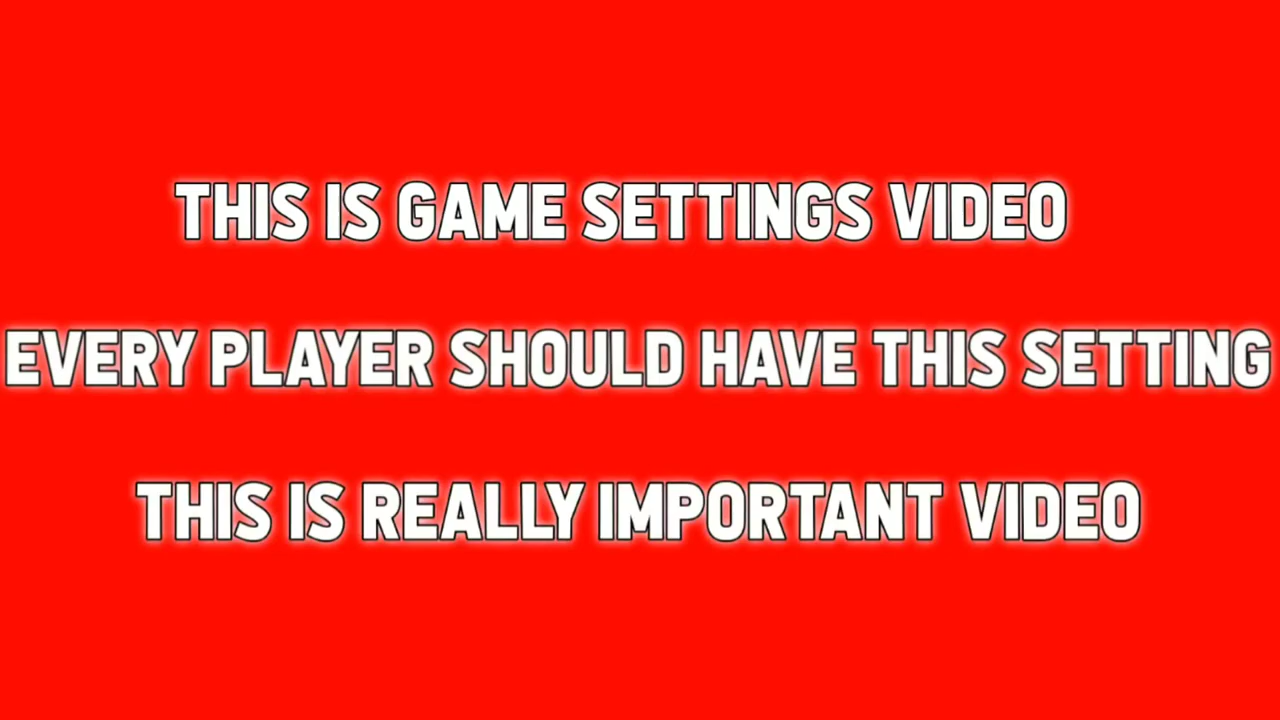 THIS IS GAME SETTINGS VIDEO
EVERY PLAYER SHOULD HAVE THIS SETTING
THIS IS REALLY IMPORTANT VIDEO